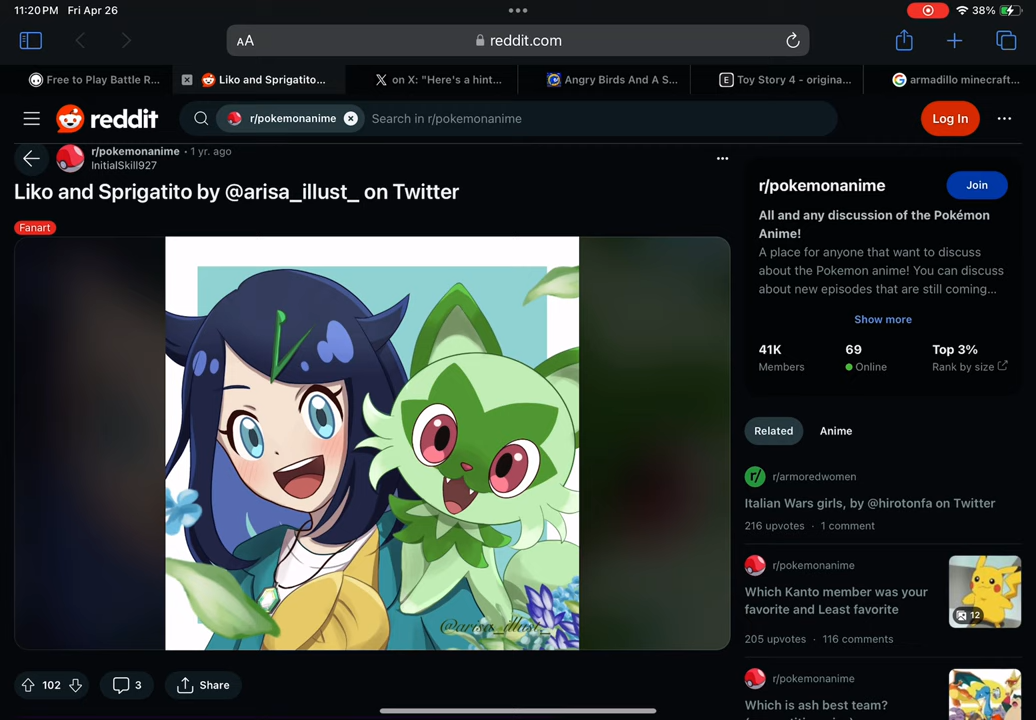 11:20 PM Fri Apr 26
38%
AA
reddit.com
Free to Play Battle R...
Liko and Sprigatito...
on X: "Here's a hint...
Angry Birds And A S...
Toy Story 4 - origina...
armadillo minecraft...
reddit
r/pokemonanime
Search in r/pokemonanime
Log In
r/pokemonanime • 1 yr. ago
InitialSkill927
Liko and Sprigatito by @arisa_illust_ on Twitter
Fanart
@arisa_illust_
102
3
Share
r/pokemonanime
Join
All and any discussion of the Pokémon
Anime!
A place for anyone that want to discuss
about the Pokemon anime! You can discuss
about new episodes that are still coming...
Show more
41K
Members
69
Online
Top 3%
Rank by size
Related
Anime
r/
r/armoredwomen
Italian Wars girls, by @hirotonfa on Twitter
216 upvotes · 1 comment
r/pokemonanime
Which Kanto member was your
favorite and Least favorite
12
205 upvotes · 116 comments
r/pokemonanime
Which is ash best team?